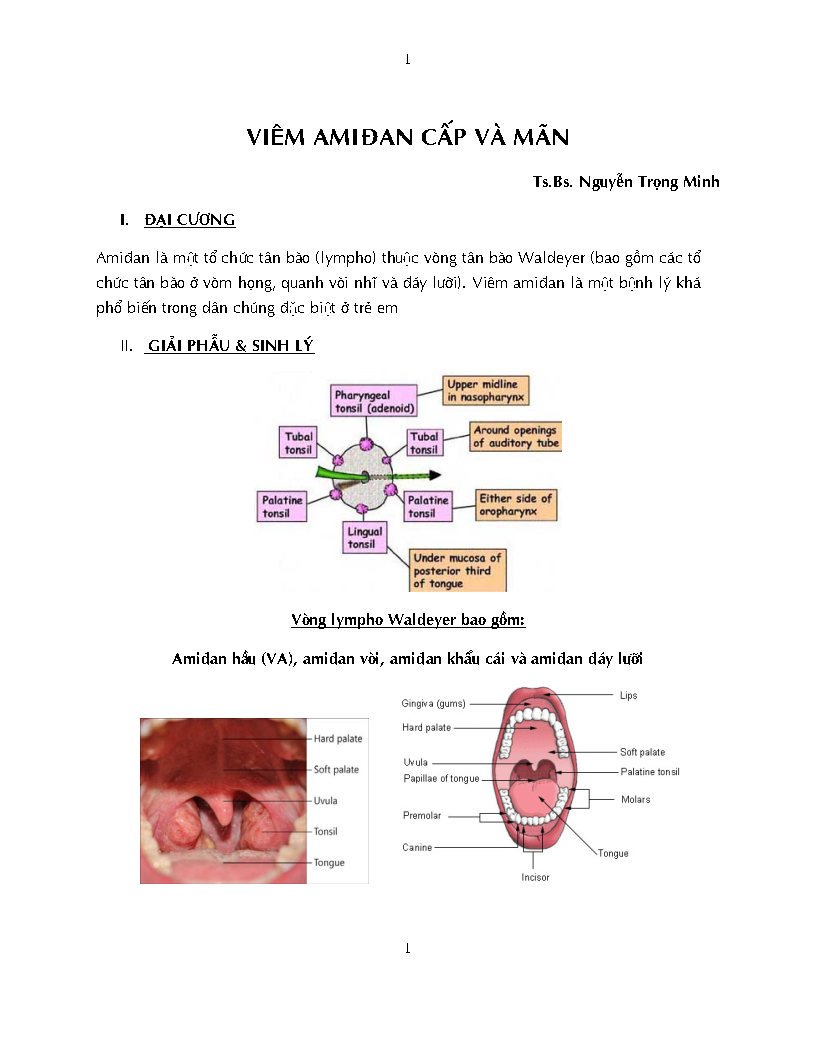 1
VIÊM AMIĐAN CẤP VÀ MÃN
Ts.Bs. Nguyễn Trọng Minh
I. ĐẠI CƯƠNG
Amiđan là một tổ chức tân bào (lympho) thuộc vòng tân bào Waldeyer (bao gồm các tổ
chức tân bào ở vòm họng, quanh vòi nhĩ và đáy lưỡi). Viêm amiđan là một bệnh lý khá
phổ biến trong dân chúng đặc biệt ở trẻ em
II. GIẢI PHẪU & SINH LÝ
Pharyngeal
tonsil (adenoid)
Upper midline
in nasopharynx
Tubal
tonsil
Tubal
tonsil
Around openings
of auditory tube
Palatine
tonsil
Palatine
tonsil
Either side of
oropharynx
Lingual
tonsil
Under mucosa of
posterior third
of tongue
Vòng lympho Waldeyer bao gồm:
Amiđan hầu (VA), amiđan vòi, amiđan khẩu cái và amiđan đáy lưỡi
Hard palate
Soft palate
Uvula
Tonsil
Tongue
Lips
Gingiva (gums)
Hard palate
Soft palate
Uvula
Palatine tonsil
Papillae of tongue
Molars
Premolar
Canine
Tongue
Incisor
1